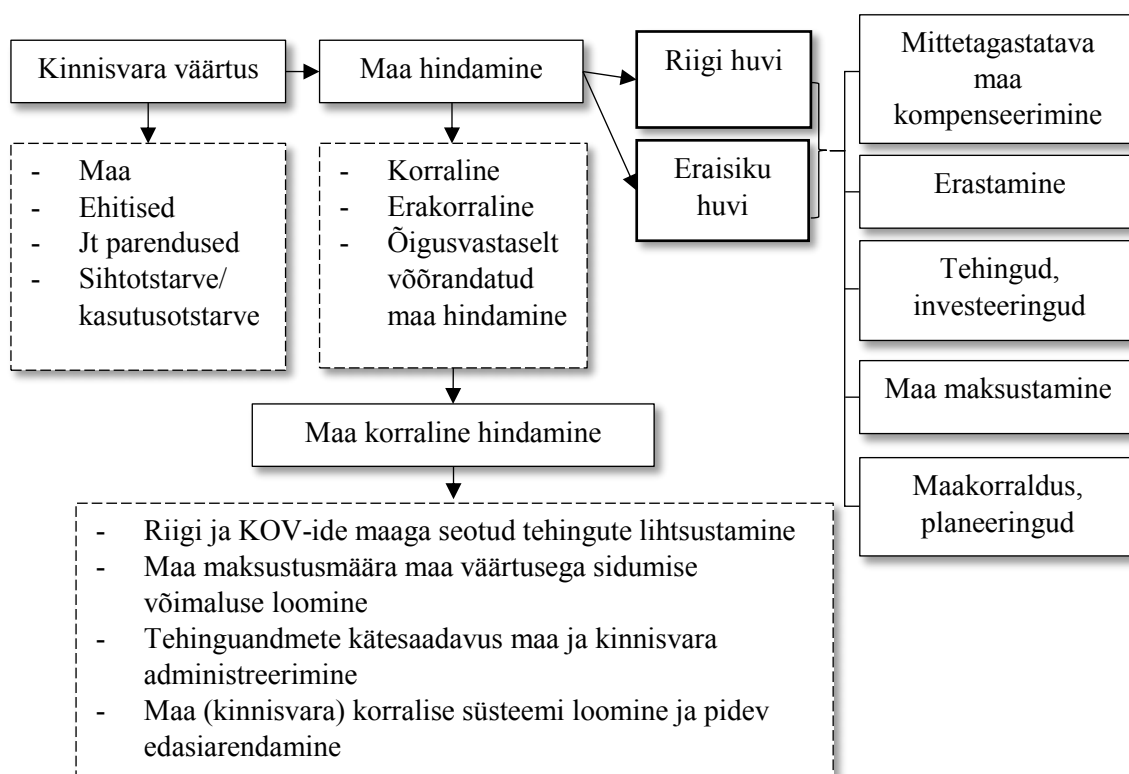 Kinnisvara väärtus
Maa hindamine
Riigi huvi
Eraisiku
huvi
Mittetagastatava
maa
kompenseerimine
Erastamine
Tehingud,
investeeringud
Maa maksustamine
Maakorraldus,
planeeringud
- Maa
- Ehitised
- Jt parendused
- Sihtotstarve/
kasutusotstarve
- Korraline
- Erakorraline
- Õigusvastaselt
võõrandatud
maa hindamine
Maa korraline hindamine
- Riigi ja KOV-ide maaga seotud tehingute lihtsustamine
- Maa maksustusmäära maa väärtusega sidumise
võimaluse loomine
- Tehinguandmete kätesaadavus maa ja kinnisvara
administreerimine
- Maa (kinnisvara) korralise süsteemi loomine ja pidev
edasiarendamine